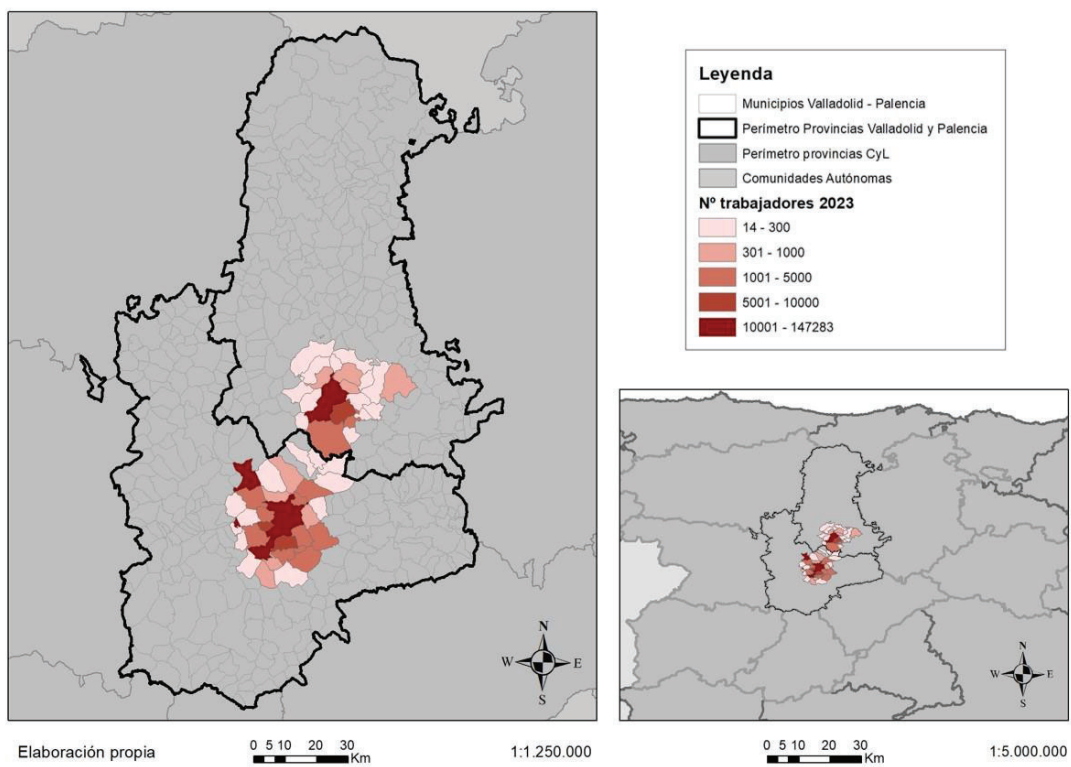 Leyenda
Municipios Valladolid - Palencia
Perímetro Provincias Valladolid y Palencia
Perímetro provincias CyL
Comunidades Autónomas
Nº trabajadores 2023
14 - 300
301 - 1000
1001 - 5000
5001 - 10000
10001 - 147283
N
W E
S
N
W E
S
Elaboración propia
0 5 10 20 30
Km
1:1.250.000
0 5 10 20 30
Km
1:5.000.000